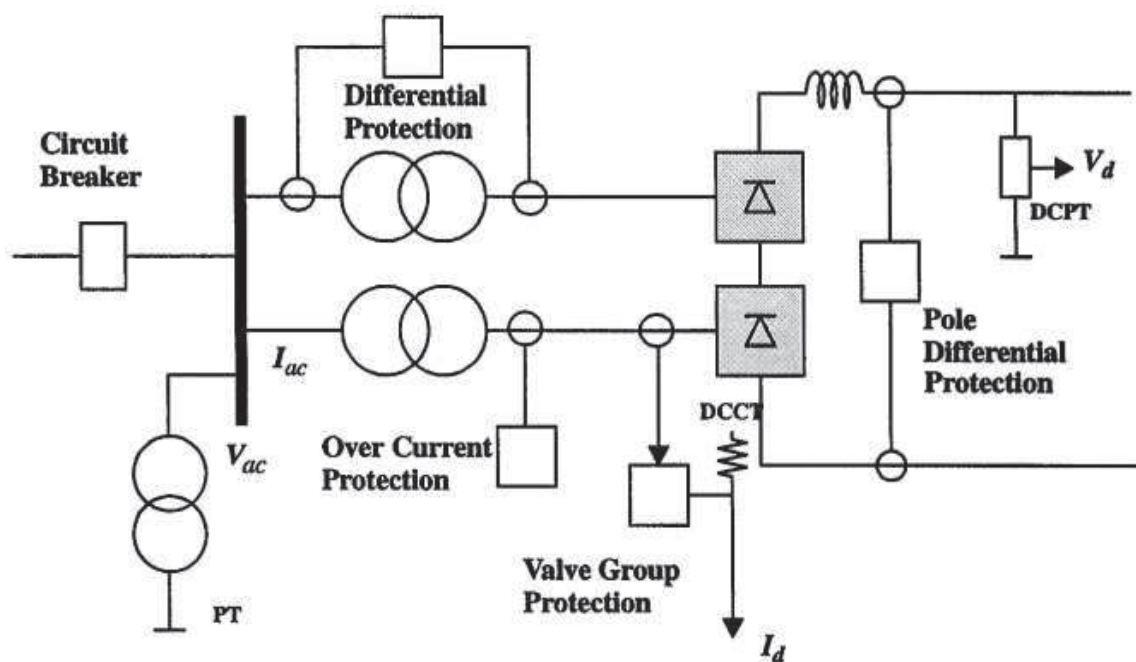 Differential
Protection
Circuit
Breaker
V_d
DCPT
Pole
Differential
Protection
I_ac
DCCT
V_ac
Over Current
Protection
Valve Group
Protection
PT
I_d